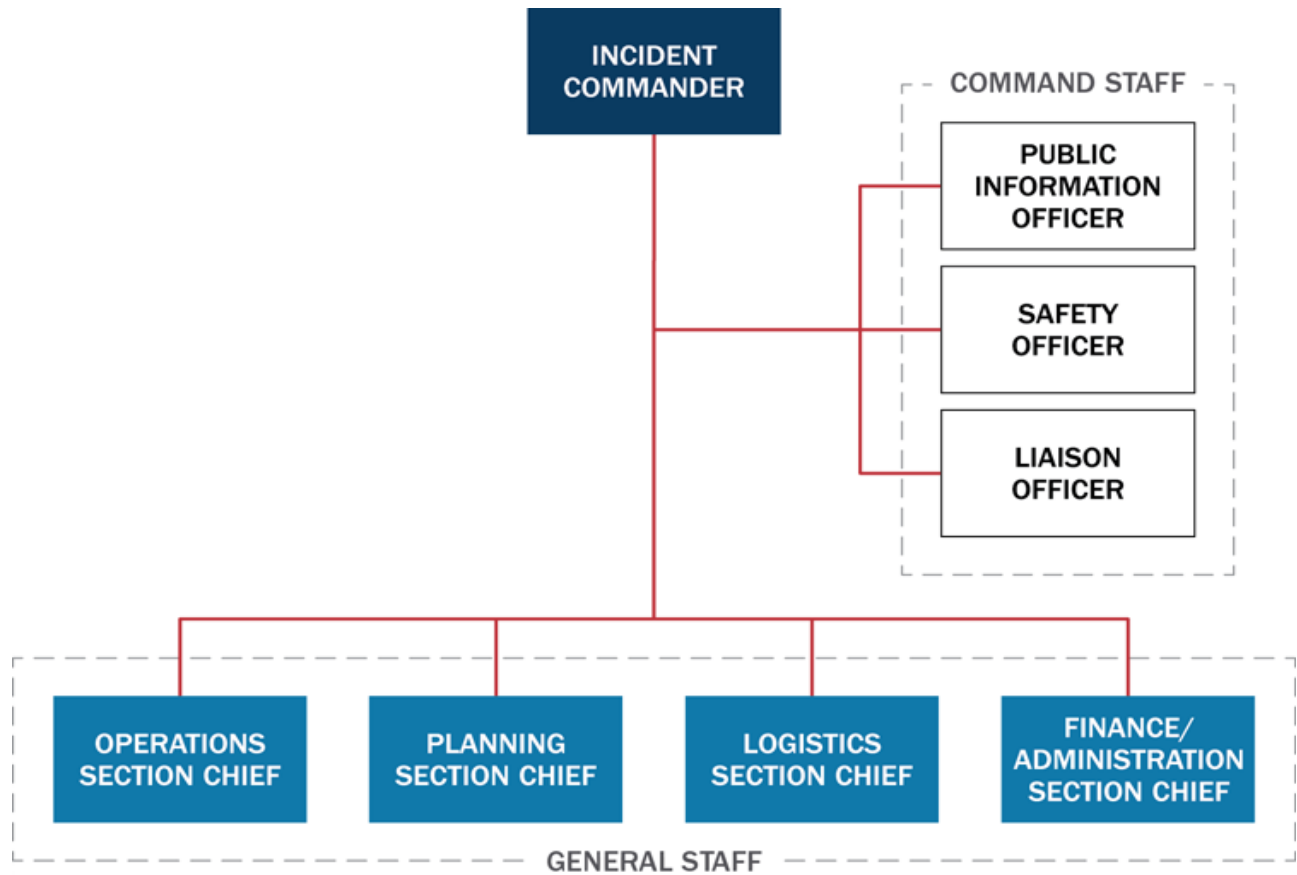 INCIDENT
COMMANDER
COMMAND STAFF
PUBLIC
INFORMATION
OFFICER
SAFETY
OFFICER
LIAISON
OFFICER
OPERATIONS
SECTION CHIEF
PLANNING
SECTION CHIEF
LOGISTICS
SECTION CHIEF
FINANCE/
ADMINISTRATION
SECTION CHIEF
GENERAL STAFF